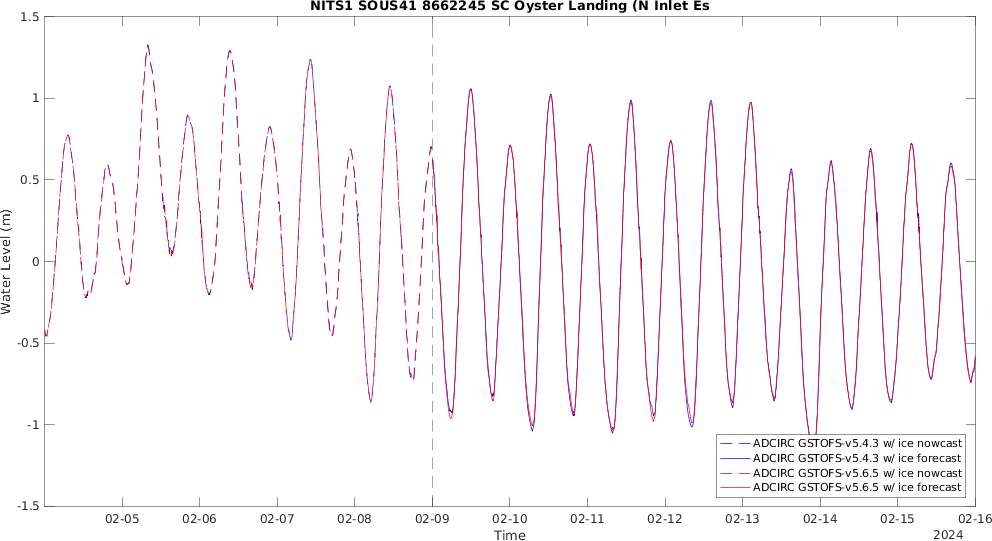 NITS1 SOUS41 8662245 SC Oyster Landing (N Inlet Es
1.5
1
0.5
0
-0.5
-1
-1.5
Water Level (m)
ADCIRC GSTOFS-v5.4.3 w/ ice nowcast
ADCIRC GSTOFS-v5.4.3 w/ ice forecast
ADCIRC GSTOFS-v5.6.5 w/ ice nowcast
ADCIRC GSTOFS-v5.6.5 w/ ice forecast
02-05 02-06 02-07 02-08 02-09 02-10 02-11 02-12 02-13 02-14 02-15 02-16
Time
2024